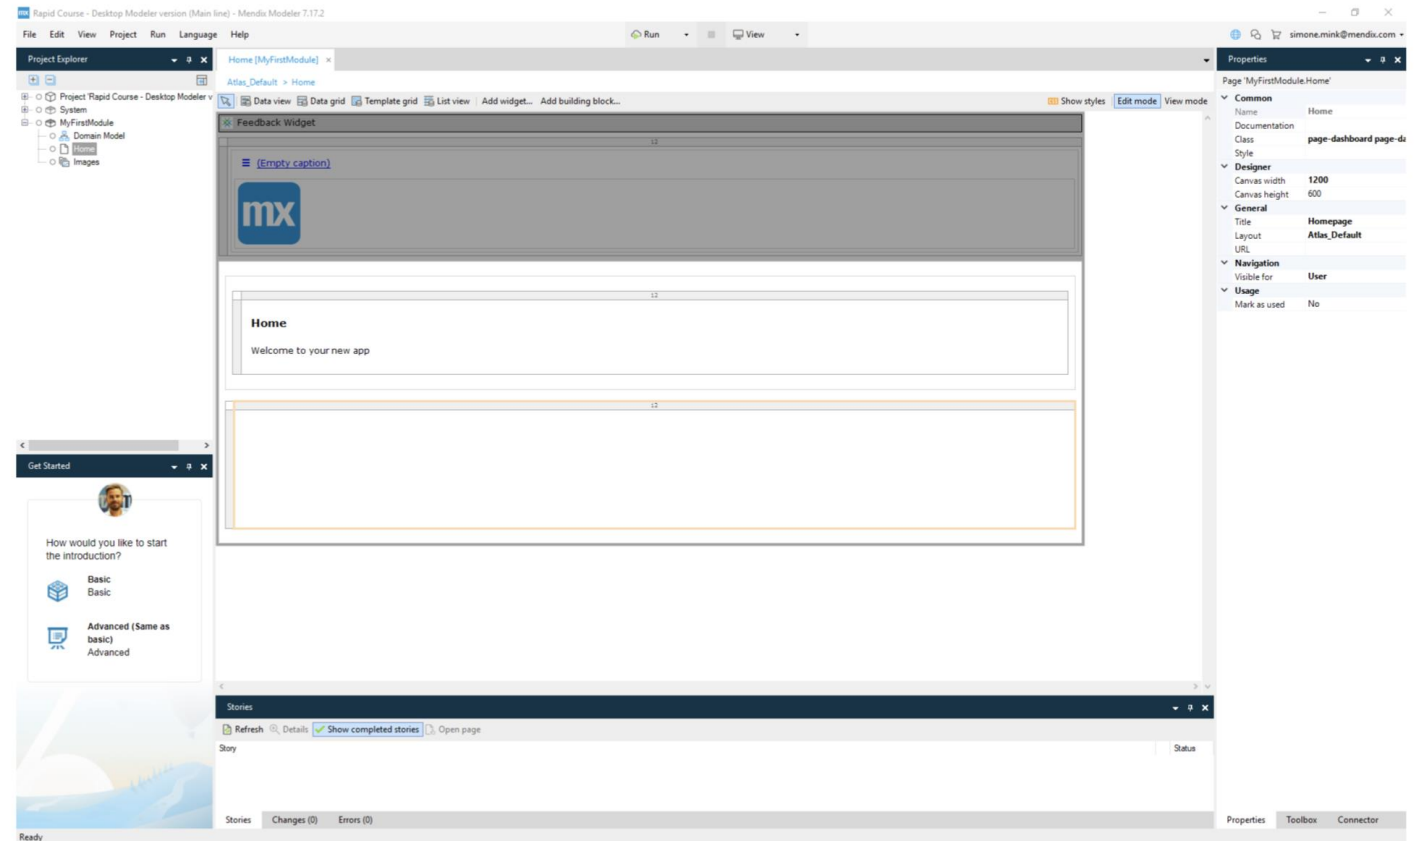 mx Rapid Course - Desktop Modeler version (Main line) - Mendix Modeler 7.17.2
File Edit View Project Run Language Help
Run
View
simone.mink@mendix.com
Project Explorer
Project 'Rapid Course - Desktop Modeler v
System
MyFirstModule
Domain Model
Home
Images
Get Started
How would you like to start
the introduction?
Basic
Basic
Advanced (Same as
basic)
Advanced
Home [MyFirstModule] ×
Atlas_Default > Home
Data view Data grid Template grid List view Add widget... Add building block...
Show styles Edit mode View mode
Feedback Widget
12
(Empty caption)
mx
12
Home
Welcome to your new app
12
Stories
Refresh Details Show completed stories Open page
Story Status
Stories Changes (0) Errors (0)
Properties
Page 'MyFirstModule.Home'
Common
Name Home
Documentation
Class page-dashboard page-da
Style
Designer
Canvas width 1200
Canvas height 600
General
Title Homepage
Layout Atlas_Default
URL
Navigation
Visible for User
Usage
Mark as used No
Properties Toolbox Connector
Ready